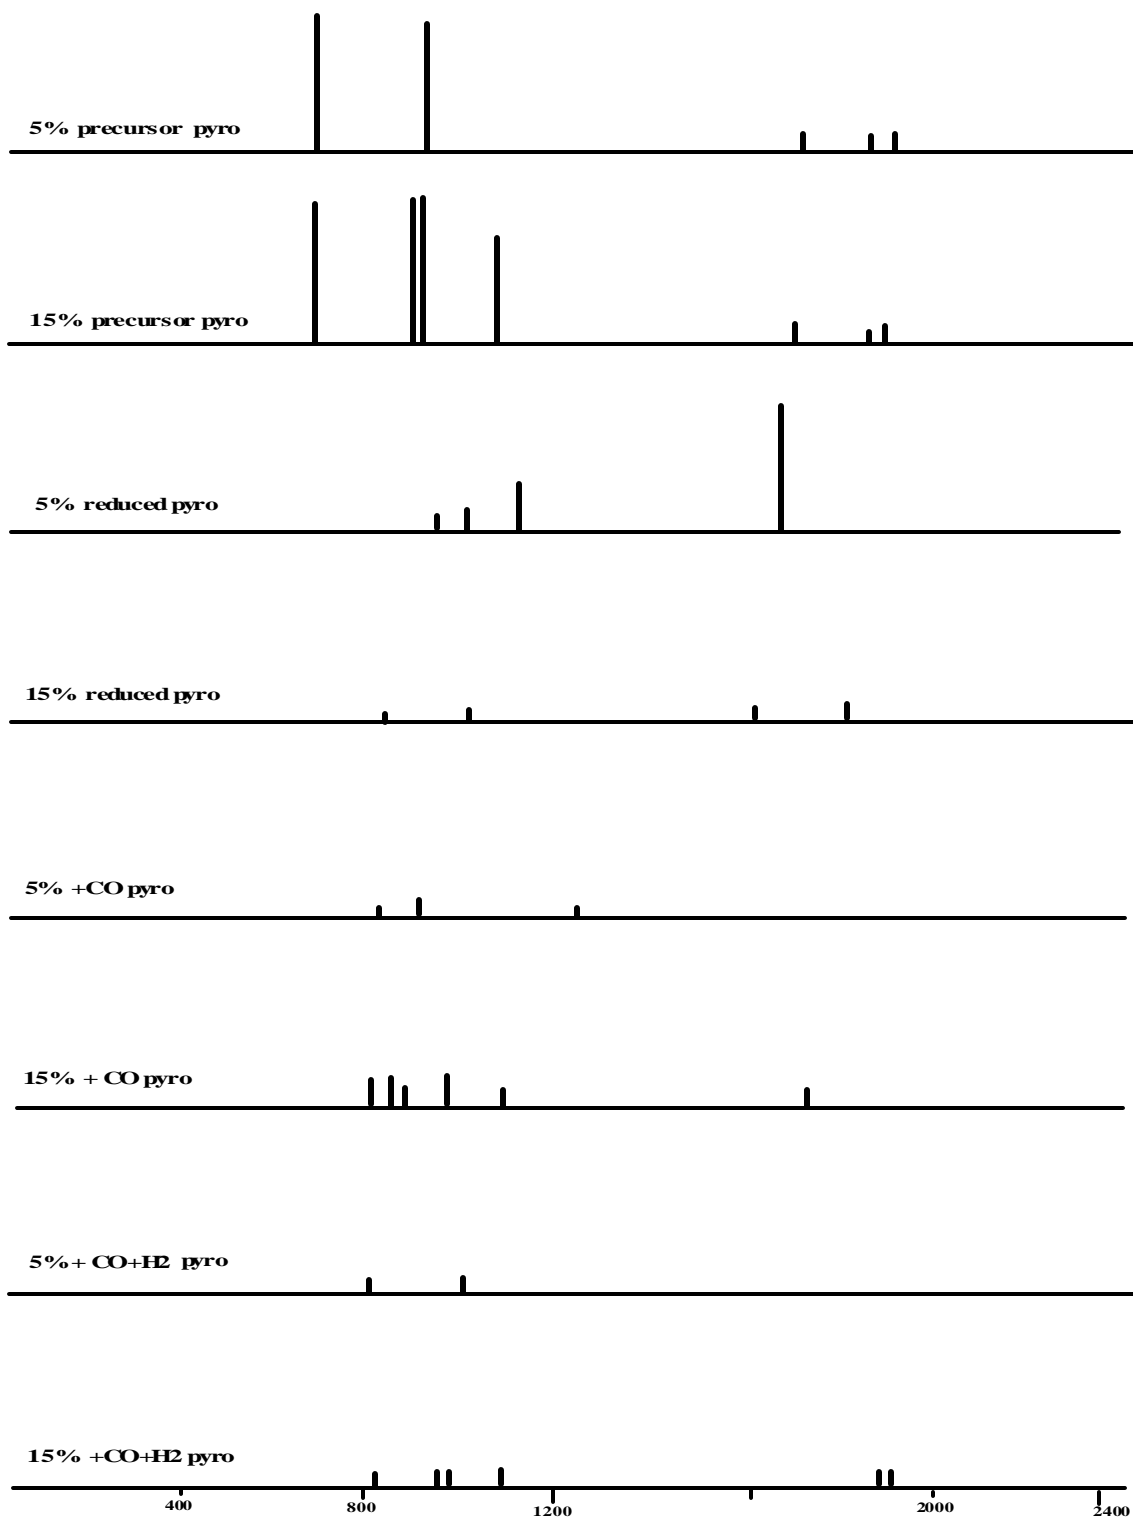 5% precursor pyro
15% precursor pyro
5% reduced pyro
15% reduced pyro
5% +CO pyro
15% + CO pyro
5%+ CO+H2 pyro
15% +CO+H2 pyro
400 800 1200 2000 2400